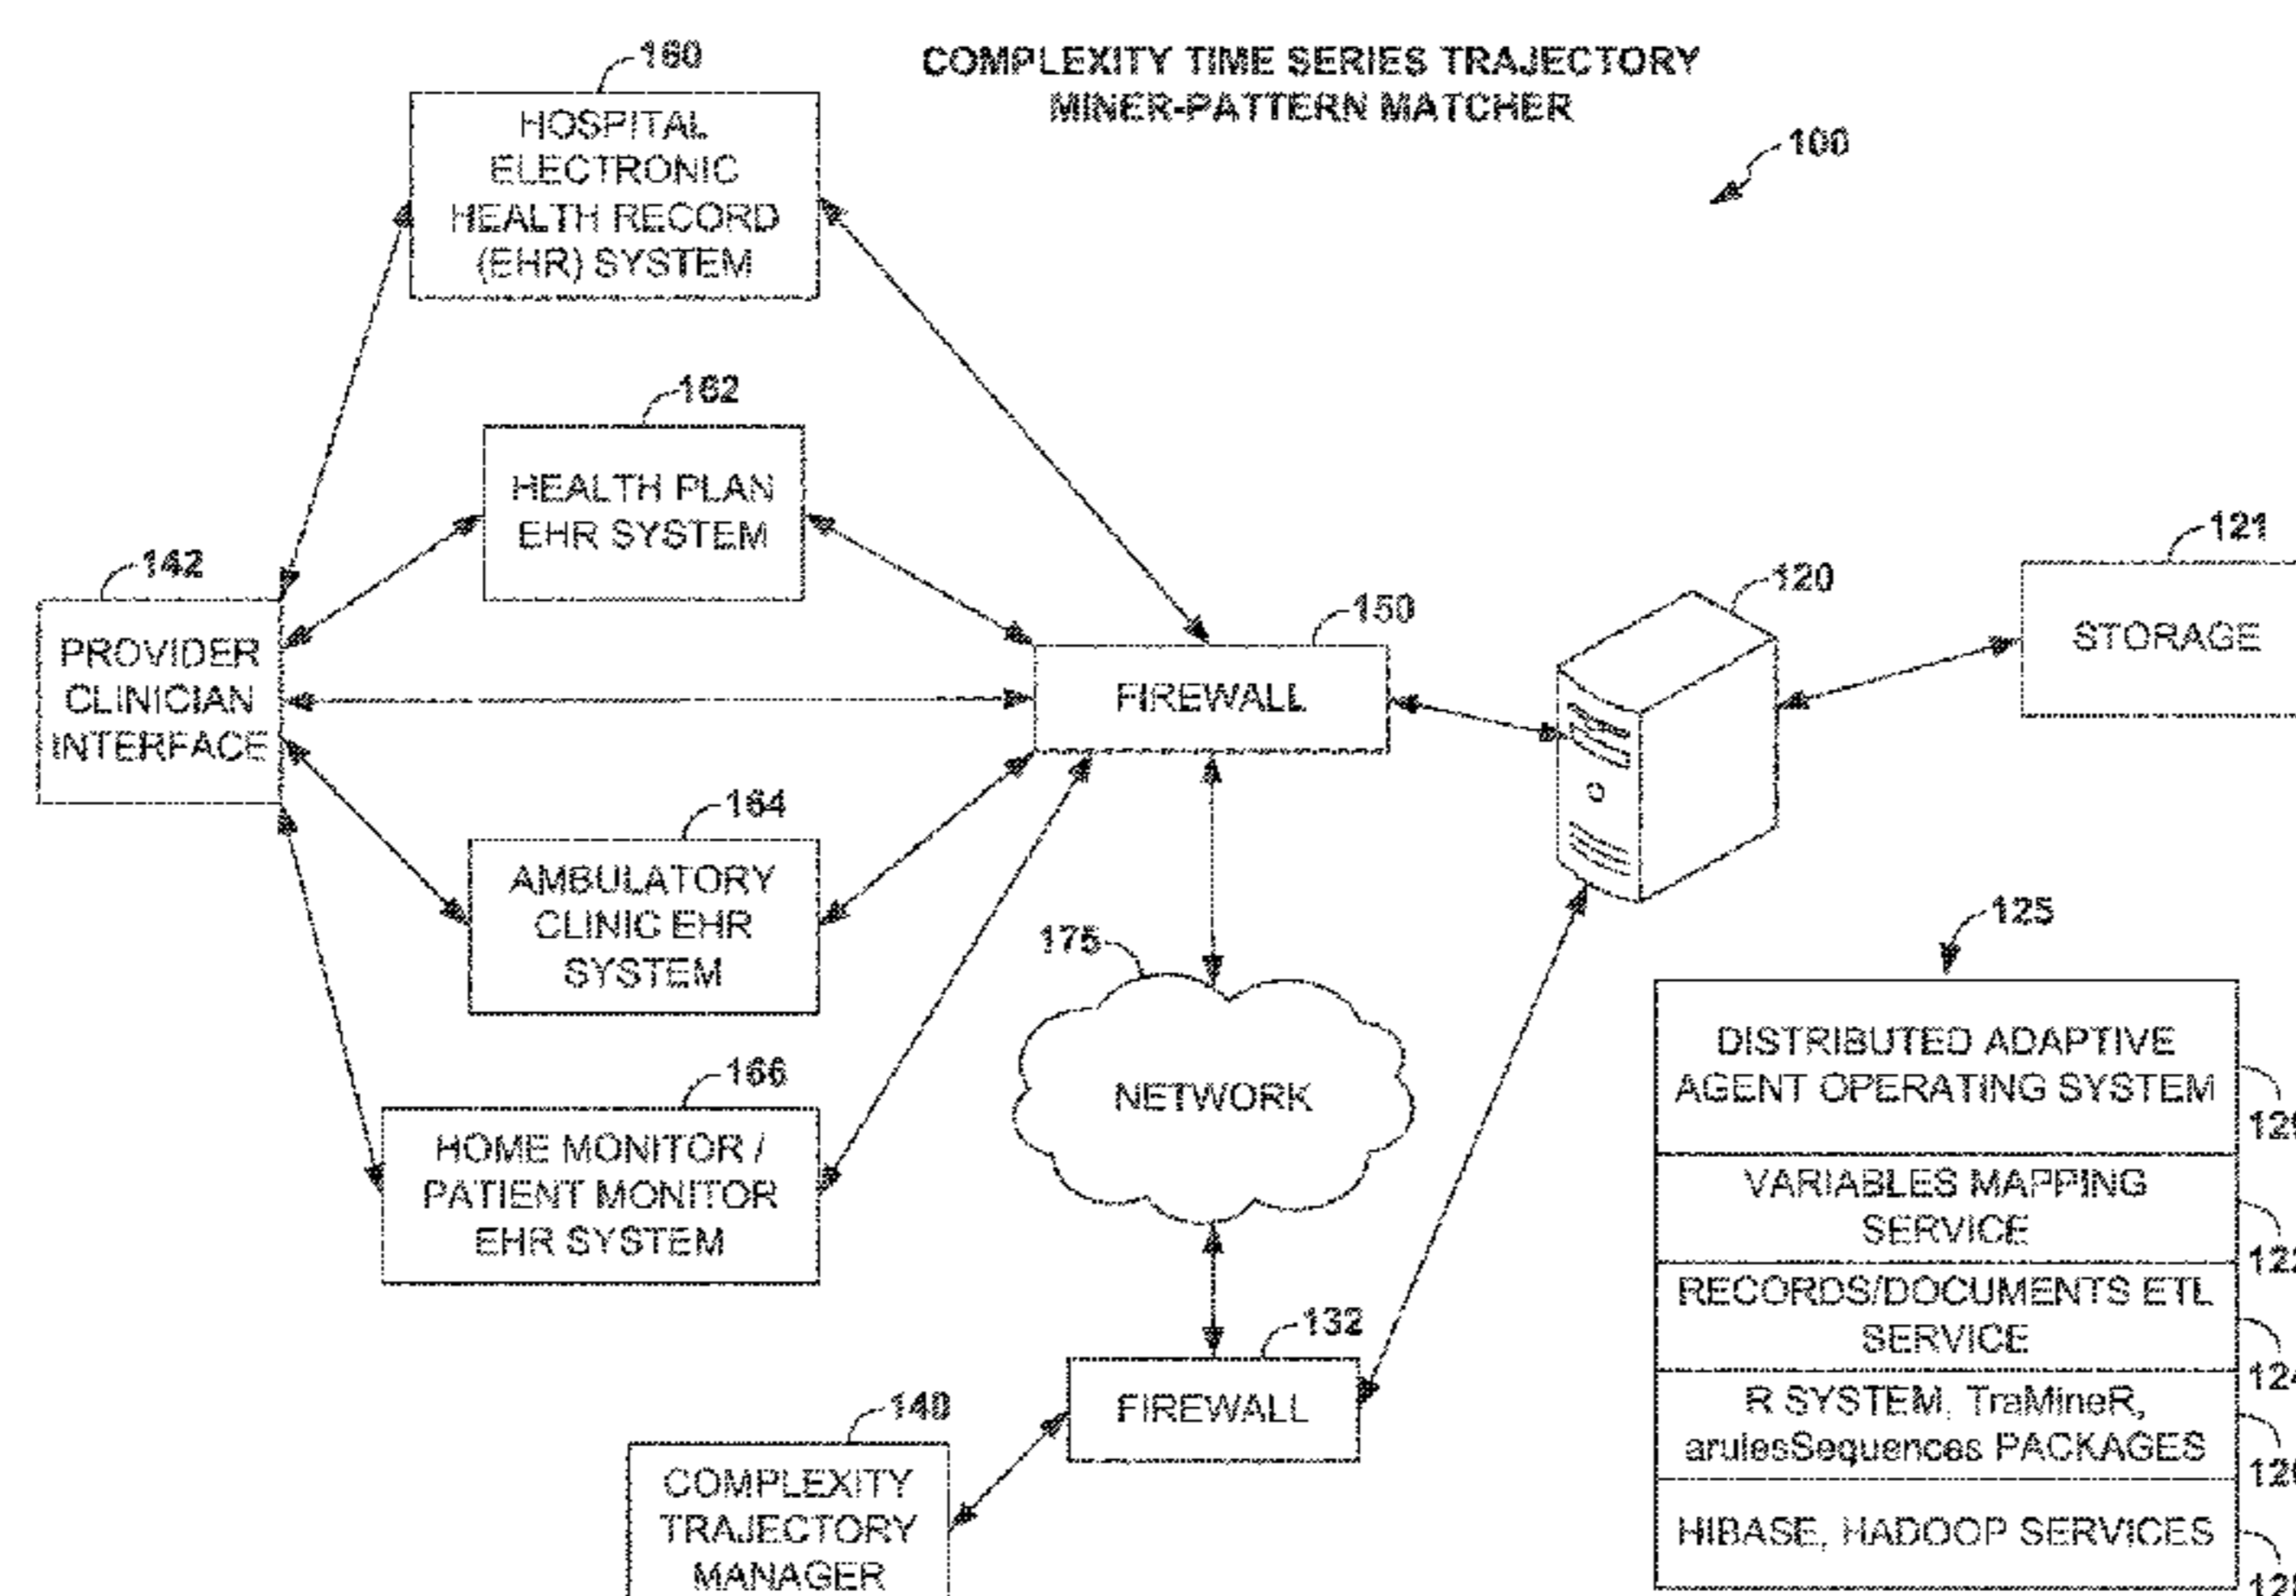 COMPLEXITY TIME SERIES TRAJECTORY
MINER-PATTERN MATCHER
100
160
HOSPITAL
ELECTRONIC
HEALTH RECORD
(EHR) SYSTEM
162
HEALTH PLAN
EHR SYSTEM
142
PROVIDER
CLINICIAN
INTERFACE
150
FIREWALL
120
121
STORAGE
164
AMBULATORY
CLINIC EHR
SYSTEM
175
NETWORK
166
HOME MONITOR /
PATIENT MONITOR
EHR SYSTEM
132
FIREWALL
140
COMPLEXITY
TRAJECTORY
MANAGER
125
DISTRIBUTED ADAPTIVE
AGENT OPERATING SYSTEM
VARIABLES MAPPING
SERVICE
122
RECORDS/DOCUMENTS ETL
SERVICE
124
R SYSTEM, TraMineR,
arulesSequences PACKAGES
HIBASE, HADOOP SERVICES